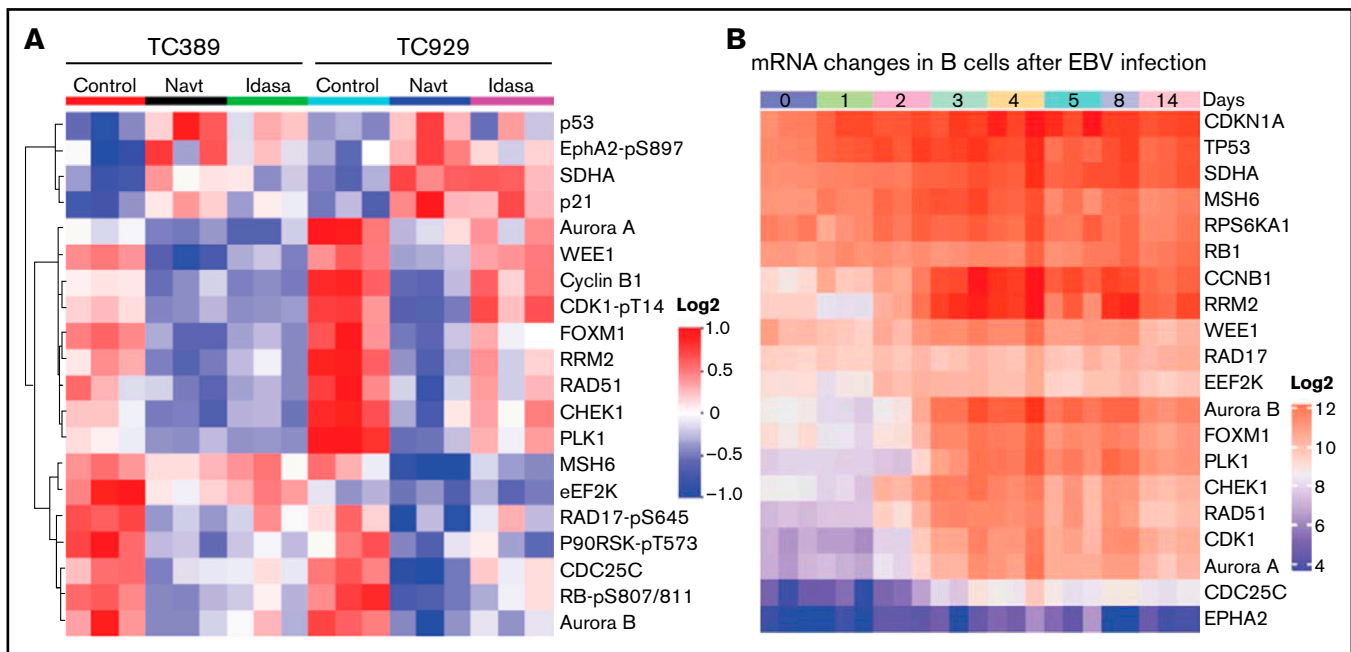 A
TC389 TC929
Control Navt Idasa Control Navt Idasa
p53
EphA2-pS897
SDHA
p21
Aurora A
WEE1
Cyclin B1
CDK1-pT14
FOXM1
RRM2
RAD51
CHEK1
PLK1
MSH6
eEF2K
RAD17-pS645
P90RSK-pT573
CDC25C
RB-pS807/811
Aurora B
Log2
1.0
0.5
0
−0.5
−1.0
B
mRNA changes in B cells after EBV infection
0 1 2 3 4 5 8 14 Days
CDKN1A
TP53
SDHA
MSH6
RPS6KA1
RB1
CCNB1
RRM2
WEE1
RAD17
EEF2K
Aurora B
FOXM1
PLK1
CHEK1
RAD51
CDK1
Aurora A
CDC25C
EPHA2
Log2
12
10
8
6
4